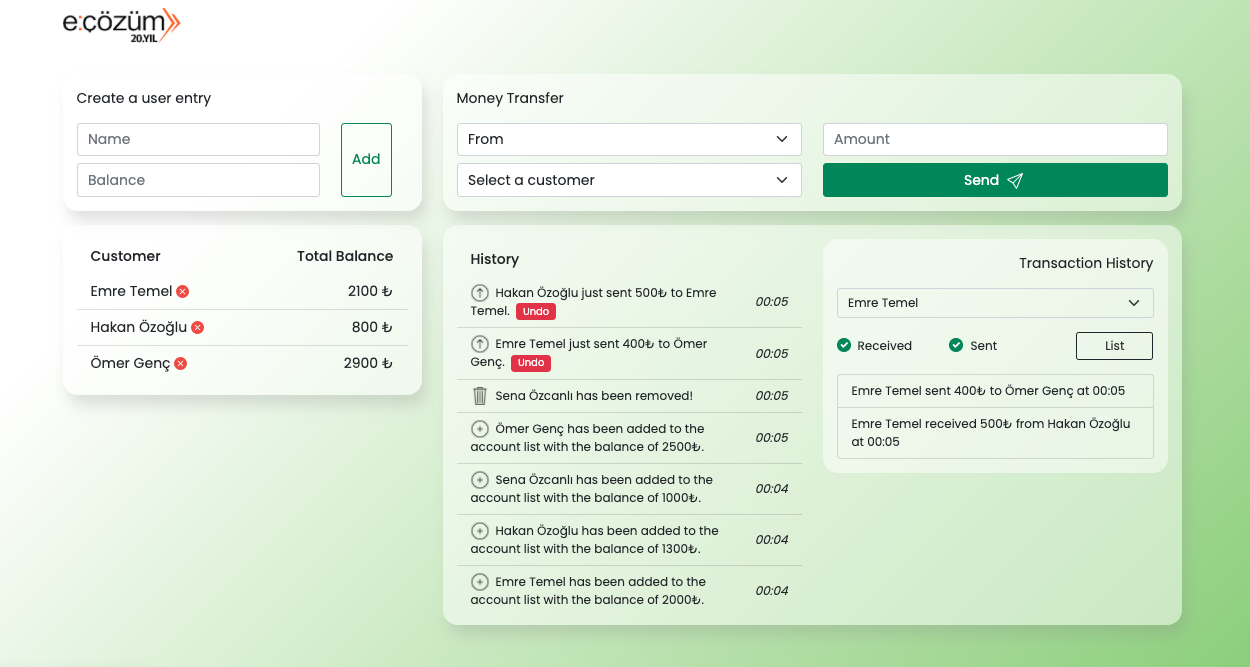 e:çözüm
20.YIL
Create a user entry
Name
Balance
Add
Money Transfer
From
Select a customer
Amount
Send
Customer Total Balance
Emre Temel 2100 ₺
Hakan Özoğlu 800 ₺
Ömer Genç 2900 ₺
History
Hakan Özoğlu just sent 500₺ to Emre
Temel. Undo
00:05
Emre Temel just sent 400₺ to Ömer
Genç. Undo
00:05
Sena Özcanlı has been removed! 00:05
Ömer Genç has been added to the
account list with the balance of 2500₺.
00:05
Sena Özcanlı has been added to the
account list with the balance of 1000₺.
00:04
Hakan Özoğlu has been added to the
account list with the balance of 1300₺.
00:04
Emre Temel has been added to the
account list with the balance of 2000₺.
00:04
Transaction History
Emre Temel
Received Sent List
Emre Temel sent 400₺ to Ömer Genç at 00:05
Emre Temel received 500₺ from Hakan Özoğlu
at 00:05